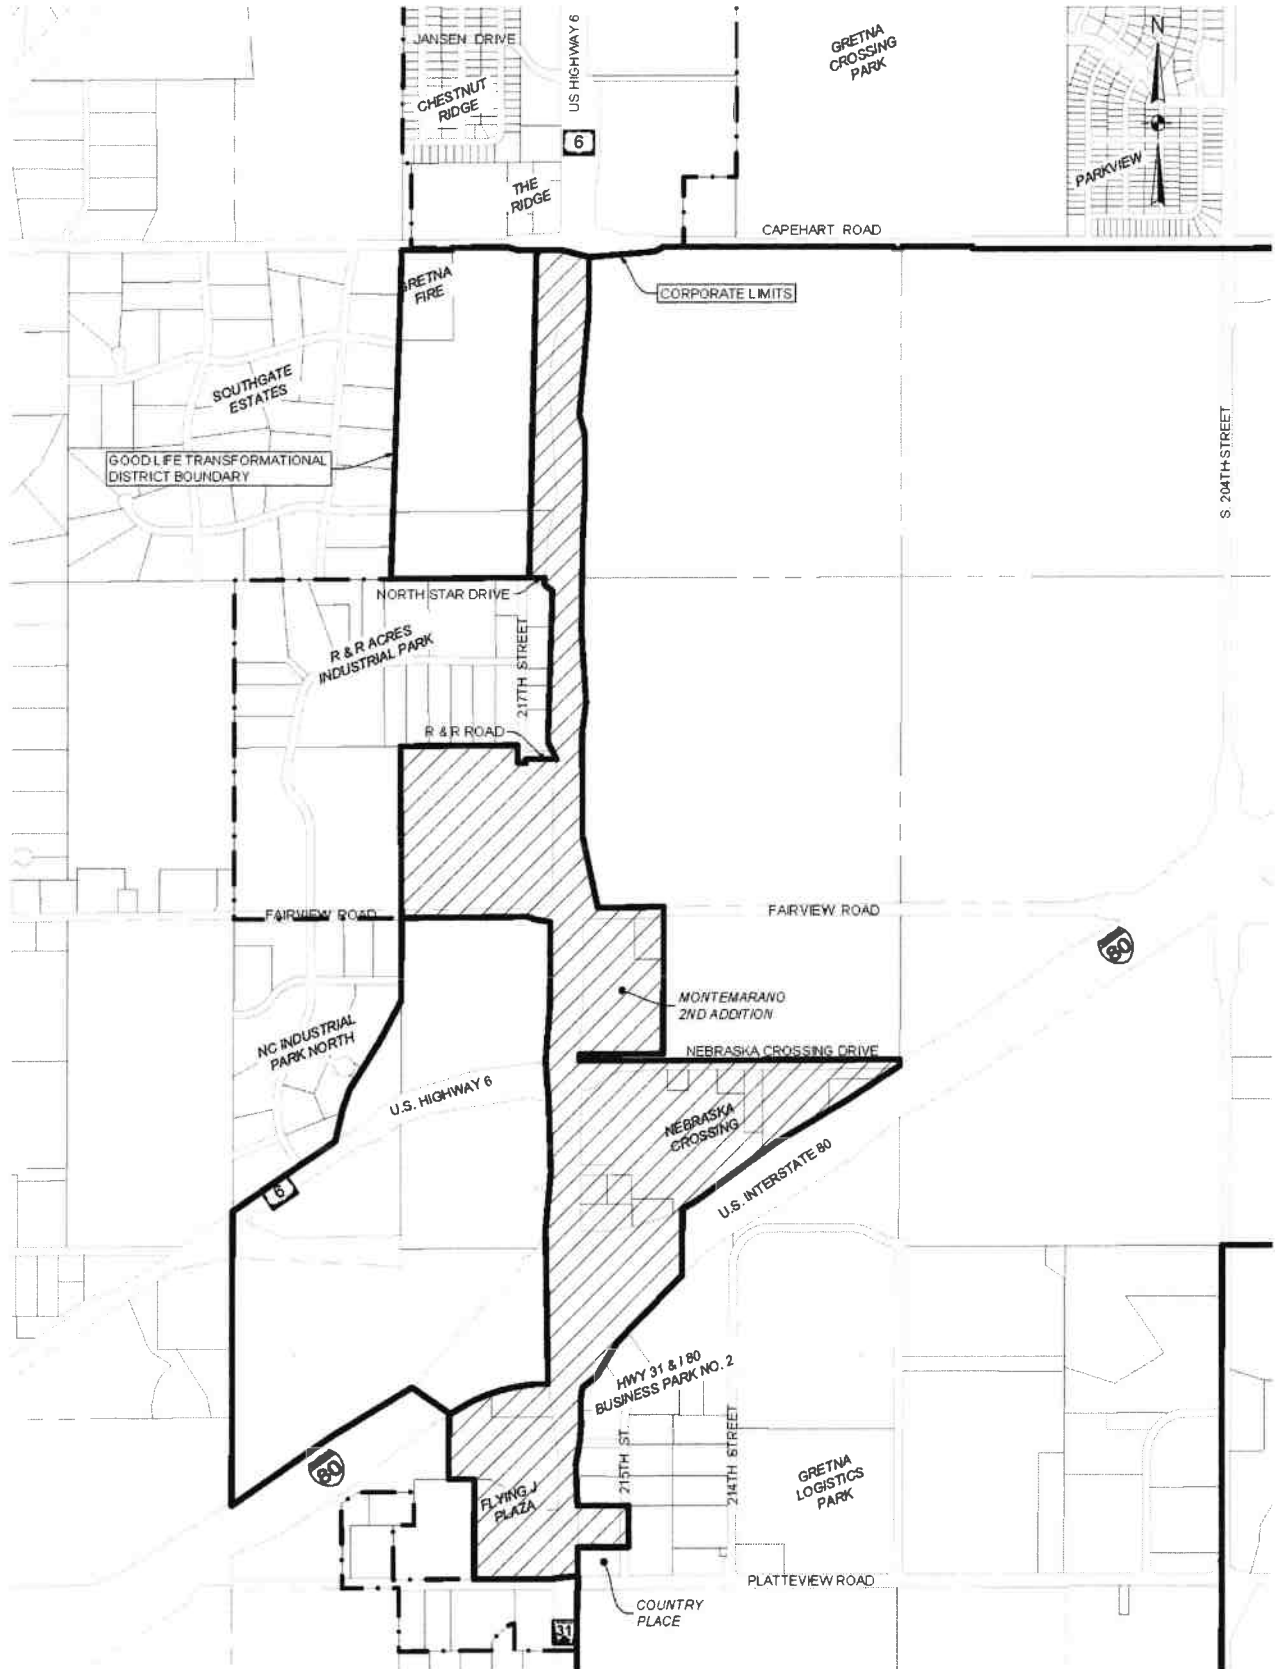 JANSEN DRIVE
US HIGHWAY 6
GRETNA
CROSSING
PARK
N
CHESTNUT
RIDGE
6
THE
RIDGE
PARKVIEW
CAPEHART ROAD
GRETNA
FIRE
CORPORATE LIMITS
SOUTHGATE
ESTATES
GOOD LIFE TRANSFORMATIONAL
DISTRICT BOUNDARY
S. 204TH STREET
NORTH STAR DRIVE
R & R ACRES
INDUSTRIAL PARK
217TH STREET
R & R ROAD
FAIRVIEW ROAD
FAIRVIEW ROAD
80
MONTEMARANO
2ND ADDITION
NC INDUSTRIAL
PARK NORTH
NEBRASKA CROSSING DRIVE
U.S. HIGHWAY 6
NEBRASKA
CROSSING
U.S. INTERSTATE 80
6
HWY 31 & I 80
BUSINESS PARK NO. 2
80
FLYING J
PLAZA
215TH ST.
214TH STREET
GRETNA
LOGISTICS
PARK
PLATTEVIEW ROAD
COUNTRY
PLACE
31